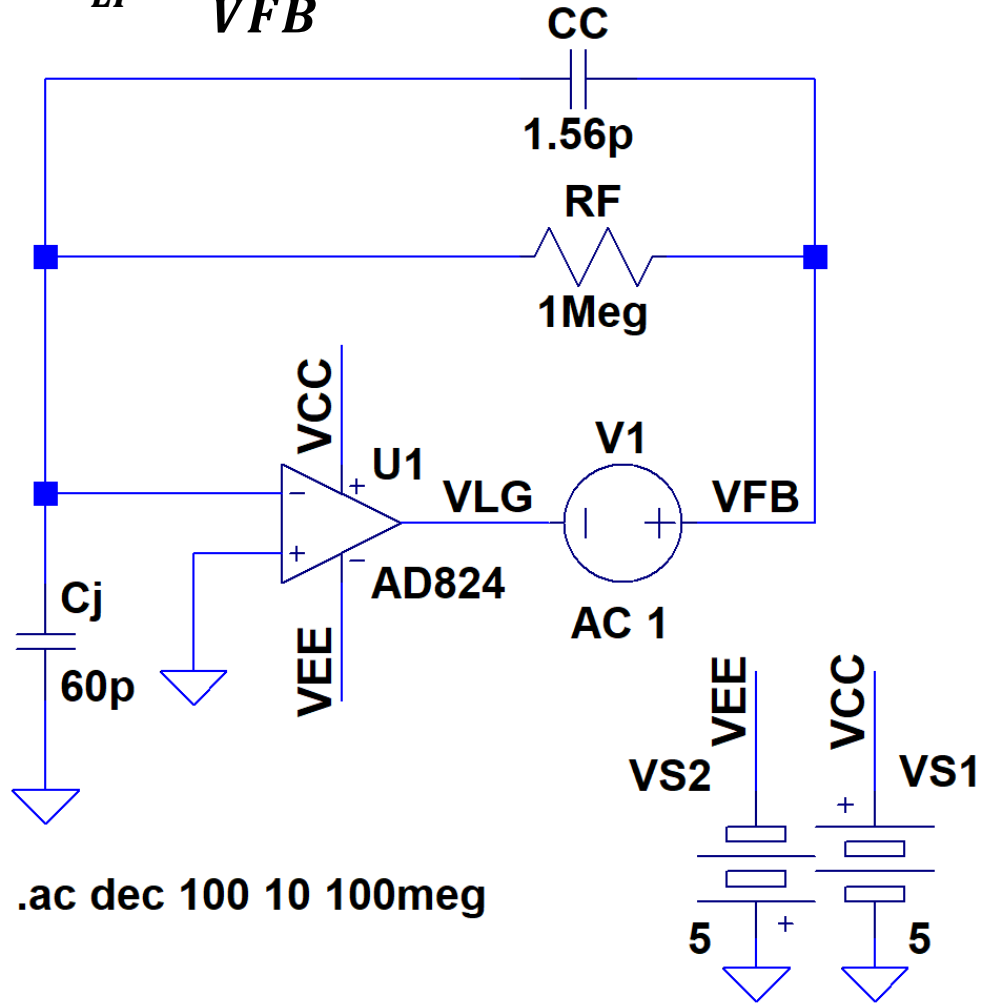 VFB
CC
1.56p
RF
1Meg
VCC
U1
VLG
V1
VFB
AD824
AC 1
VEE
Cj
60p
VEE
VCC
VS2
VS1
.ac dec 100 10 100meg
5
5